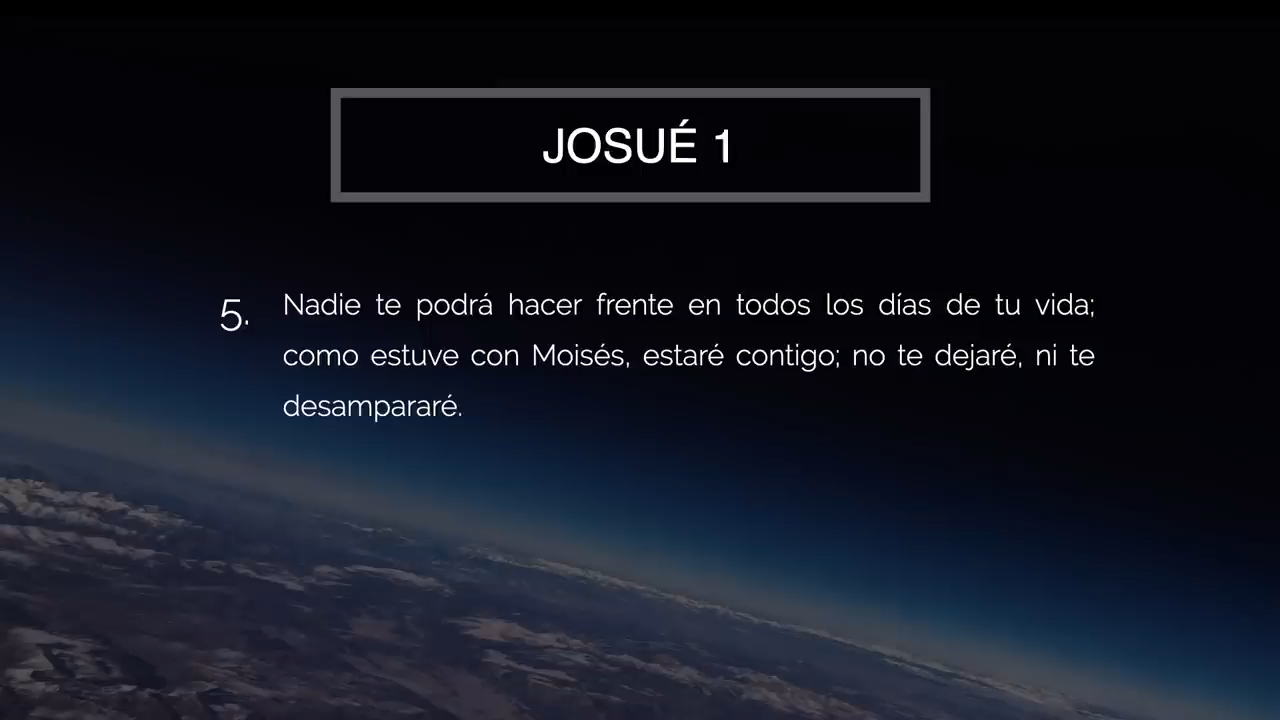 JOSUÉ 1
5. Nadie te podrá hacer frente en todos los días de tu vida;
como estuve con Moisés, estaré contigo; no te dejaré, ni te
desampararé.